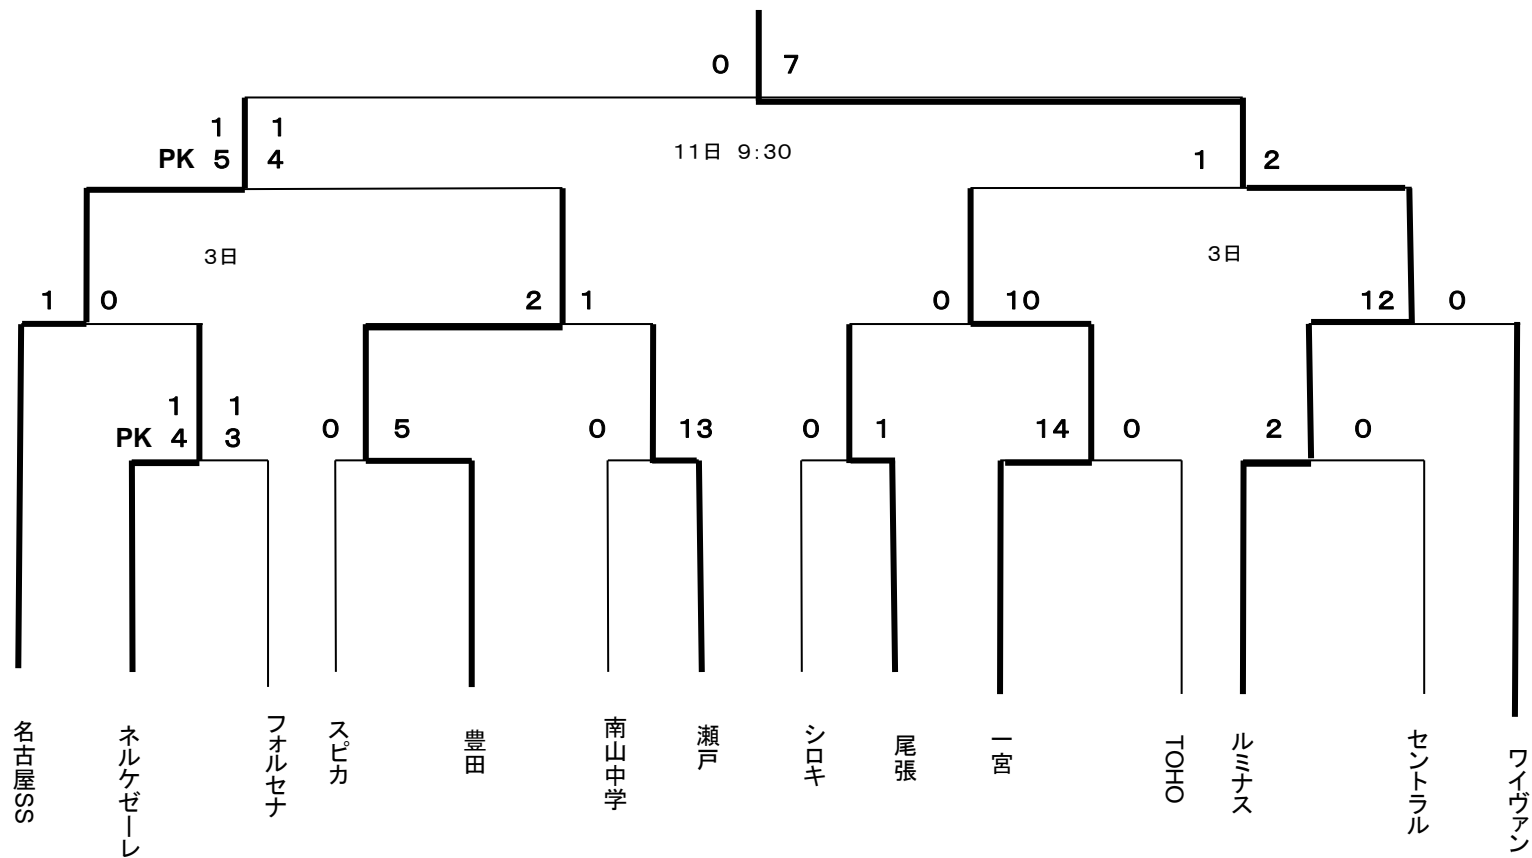 0 7
1 1
PK 5 4
11日 9:30
1 2
3日
3日
1 0
2 1
0 10
12 0
1 1
PK 4 3
0 5
0 13
0 1
14 0
2 0
名古屋SS
ネルケゼーレ
フォルセナ
スピカ
豊田
南山中学
瀬戸
シロキ
尾張
一宮
TOHO
ルミナス
セントラル
ワイヴァン